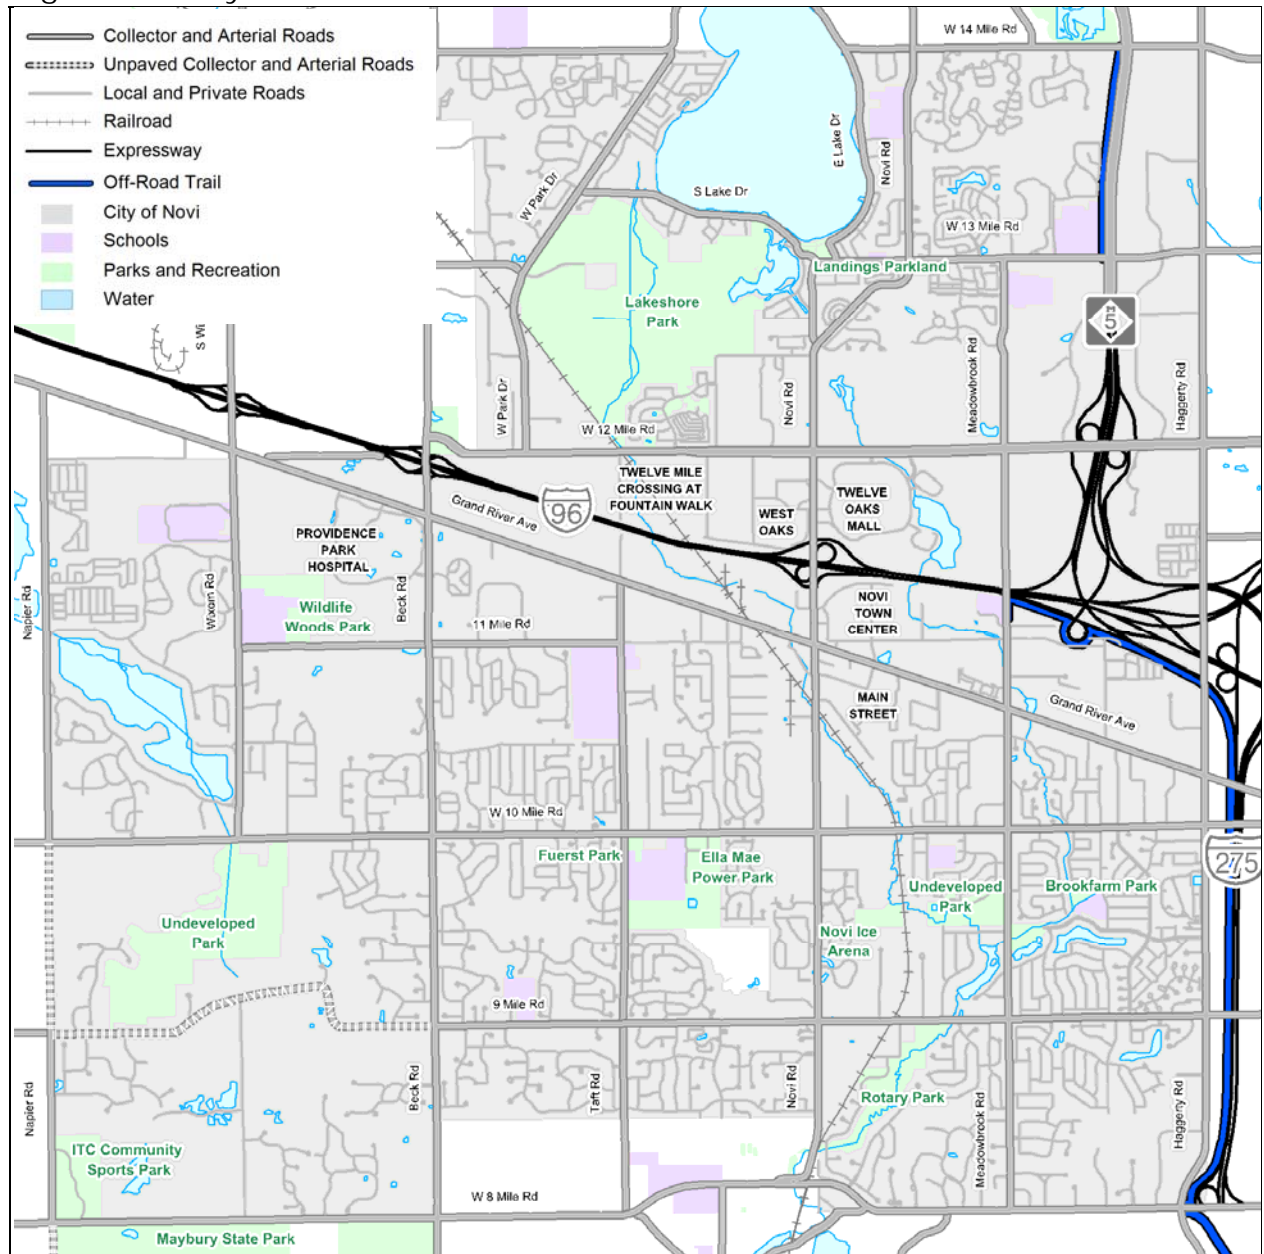 Collector and Arterial Roads
Unpaved Collector and Arterial Roads
Local and Private Roads
Railroad
Expressway
Off-Road Trail
City of Novi
Schools
Parks and Recreation
Water
W 14 Mile Rd
E Lake Dr
Novi Rd
S Lake Dr
W Park Dr
W 13 Mile Rd
Landings Parkland
Lakeshore
Park
M
5
S Wi
W Park Dr
Novi Rd
Meadowbrook Rd
Haggerty Rd
W 12 Mile Rd
TWELVE MILE
CROSSING AT
FOUNTAIN WALK
TWELVE
OAKS
MALL
WEST
OAKS
Grand River Ave
96
PROVIDENCE
PARK
HOSPITAL
Napier Rd
Wixom Rd
Beck Rd
Wildlife
Woods Park
11 Mile Rd
NOVI
TOWN
CENTER
MAIN
STREET
Grand River Ave
W 10 Mile Rd
Fuerst Park
Ella Mae
Power Park
Undeveloped
Park
Brookfarm Park
275
Undeveloped
Park
Novi Ice
Arena
9 Mile Rd
Napier Rd
Beck Rd
Taft Rd
Novi Rd
Rotary Park
Meadowbrook Rd
Haggerty Rd
ITC Community
Sports Park
W 8 Mile Rd
Maybury State Park